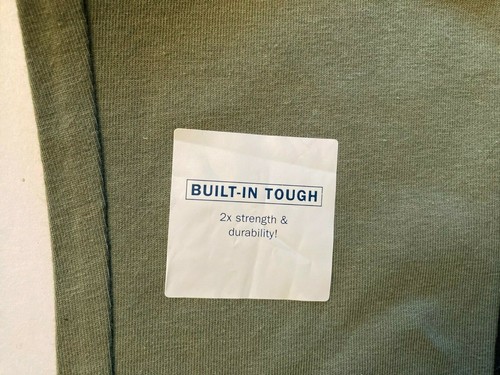 BUILT-IN TOUGH
2x strength &
durability!